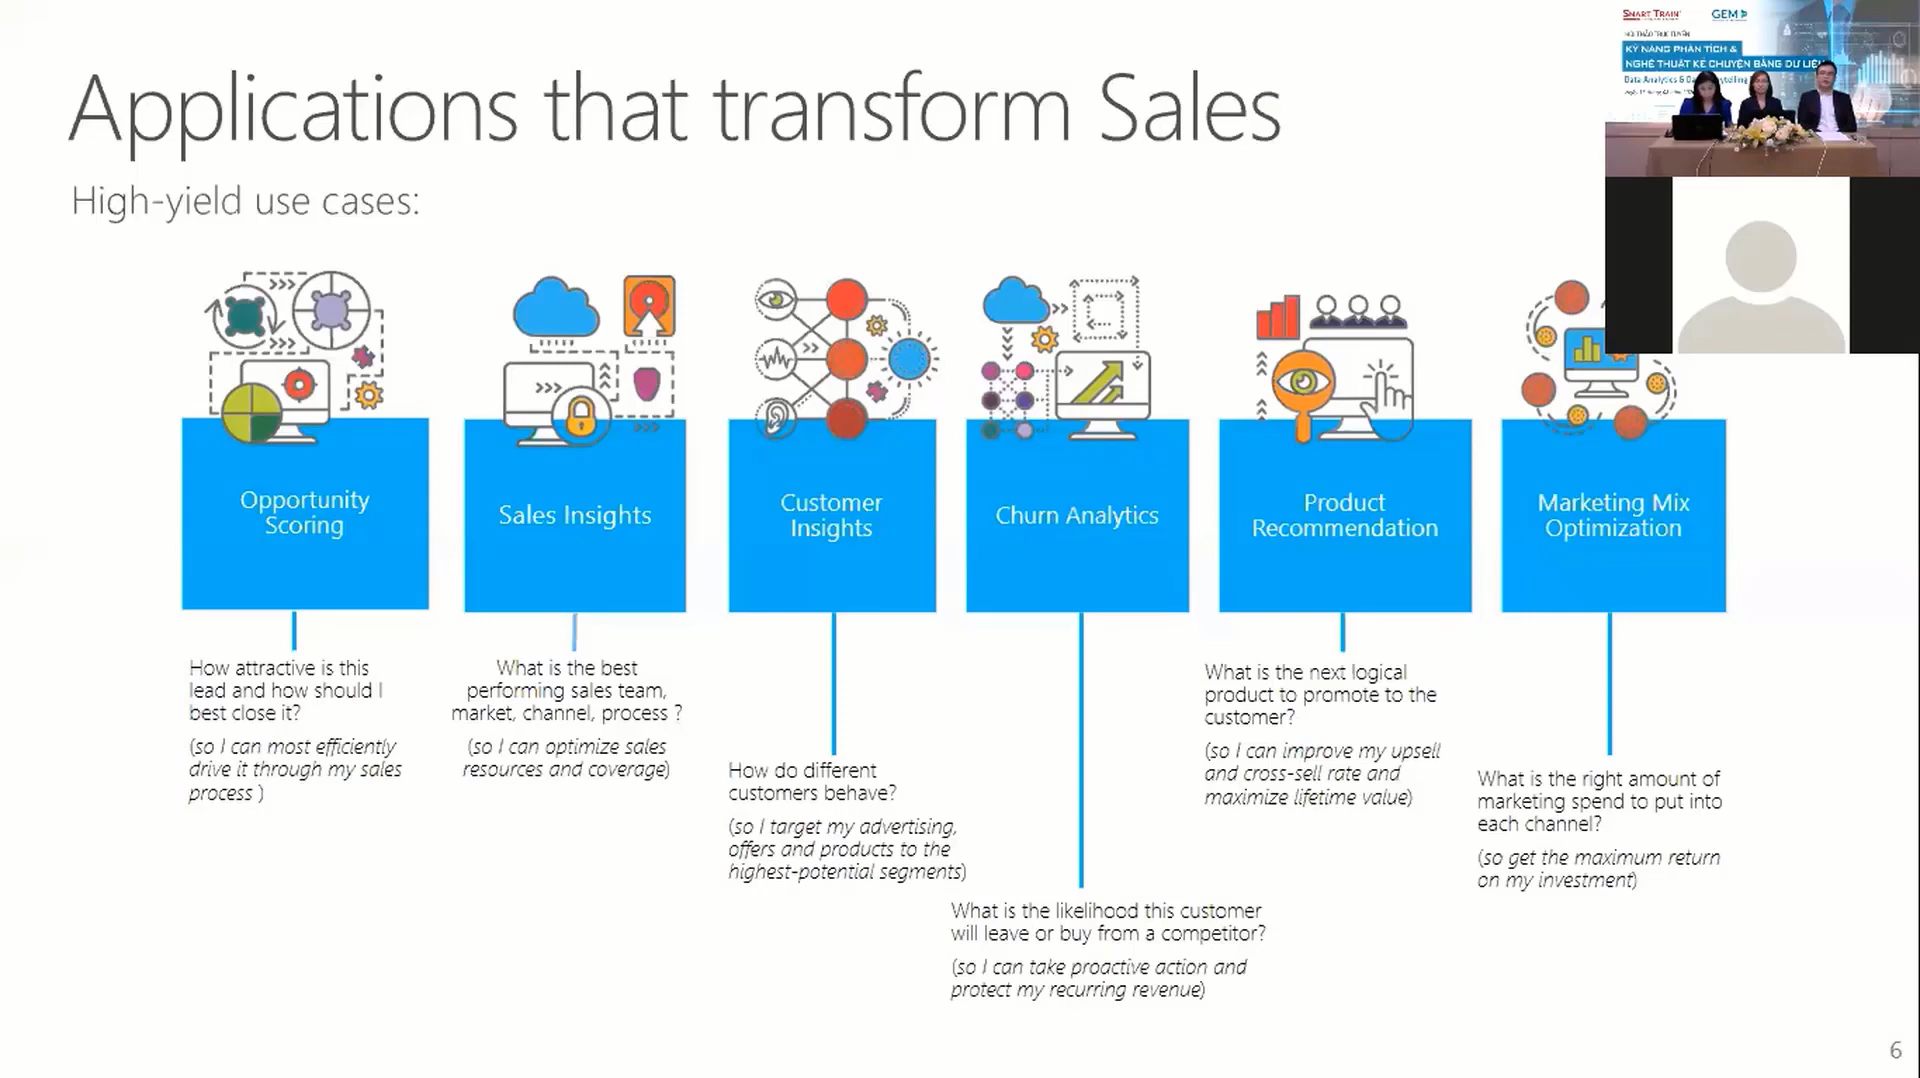 Applications that transform Sales
High-yield use cases:
SMART TRAIN
GEM
HỘI THẢO TRỰC TUYẾN
KỸ NĂNG PHÂN TÍCH &
NGHỆ THUẬT KỂ CHUYỆN BẰNG DỮ LIỆU
Data Analytics &
Opportunity
Scoring
How attractive is this
lead and how should I
best close it?
(so I can most efficiently
drive it through my sales
process )
Sales Insights
What is the best
performing sales team,
market, channel, process ?
(so I can optimize sales
resources and coverage)
Customer
Insights
How do different
customers behave?
(so I target my advertising,
offers and products to the
highest-potential segments)
Churn Analytics
What is the likelihood this customer
will leave or buy from a competitor?
(so I can take proactive action and
protect my recurring revenue)
Product
Recommendation
What is the next logical
product to promote to the
customer?
(so I can improve my upsell
and cross-sell rate and
maximize lifetime value)
Marketing Mix
Optimization
What is the right amount of
marketing spend to put into
each channel?
(so get the maximum return
on my investment)
6